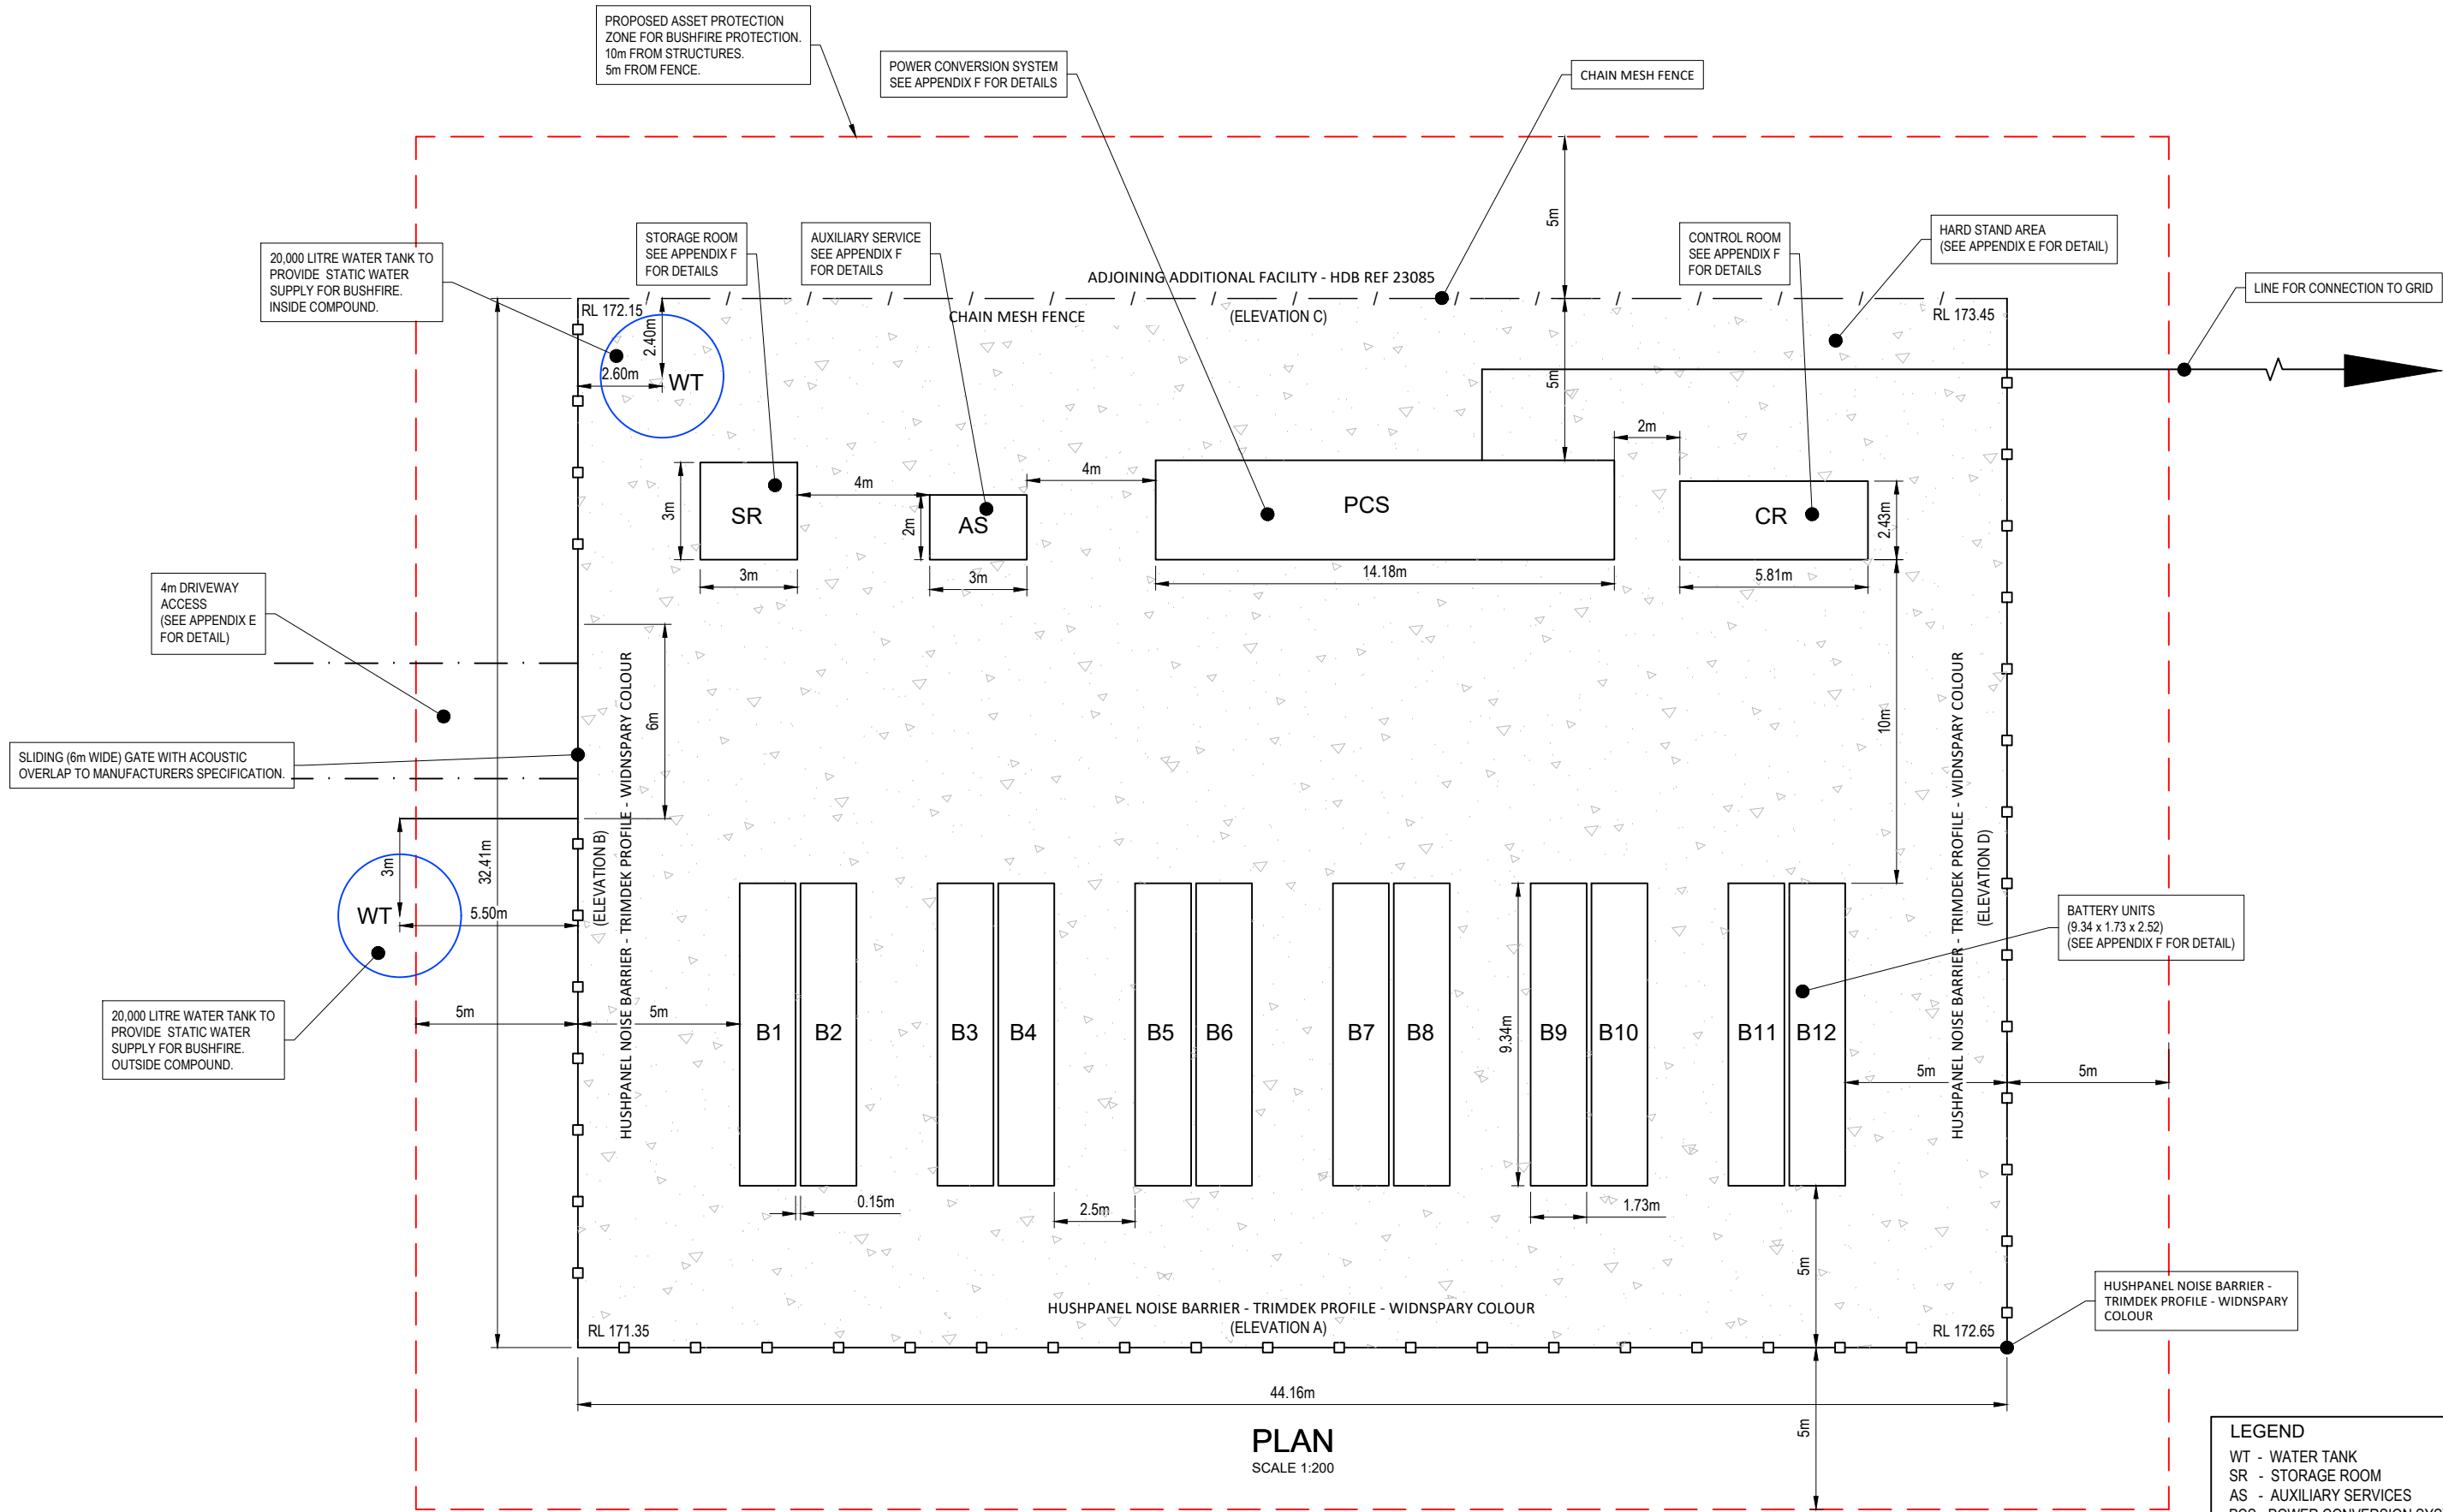 PROPOSED ASSET PROTECTION
ZONE FOR BUSHFIRE PROTECTION.
10m FROM STRUCTURES.
5m FROM FENCE.
POWER CONVERSION SYSTEM
SEE APPENDIX F FOR DETAILS
CHAIN MESH FENCE
20,000 LITRE WATER TANK TO
PROVIDE STATIC WATER
SUPPLY FOR BUSHFIRE.
INSIDE COMPOUND.
STORAGE ROOM
SEE APPENDIX F
FOR DETAILS
AUXILIARY SERVICE
SEE APPENDIX F
FOR DETAILS
5m
CONTROL ROOM
SEE APPENDIX F
FOR DETAILS
HARD STAND AREA
(SEE APPENDIX E FOR DETAIL)
LINE FOR CONNECTION TO GRID
ADJOINING ADDITIONAL FACILITY - HDB REF 23085
RL 172.15
CHAIN MESH FENCE
(ELEVATION C)
RL 173.45
2.40m
2.60m
WT
5m
2m
4m
4m
3m
SR
2m
AS
PCS
CR
2.43m
3m
3m
14.18m
5.81m
4m DRIVEWAY
ACCESS
(SEE APPENDIX E
FOR DETAIL)
6m
10m
SLIDING (6m WIDE) GATE WITH ACOUSTIC
OVERLAP TO MANUFACTURERS SPECIFICATION.
HUSHPANEL NOISE BARRIER - TRIMDEK PROFILE - WIDNSPARY COLOUR
(ELEVATION B)
HUSHPANEL NOISE BARRIER - TRIMDEK PROFILE - WIDNSPARY COLOUR
(ELEVATION D)
3m
32.41m
WT
5.50m
BATTERY UNITS
(9.34 x 1.73 x 2.52)
(SEE APPENDIX F FOR DETAIL)
20,000 LITRE WATER TANK TO
PROVIDE STATIC WATER
SUPPLY FOR BUSHFIRE.
OUTSIDE COMPOUND.
5m
5m
B1
B2
B3
B4
B5
B6
B7
B8
9.34m
B9
B10
B11
B12
5m
5m
0.15m
2.5m
1.73m
5m
HUSHPANEL NOISE BARRIER - TRIMDEK PROFILE - WIDNSPARY COLOUR
(ELEVATION A)
RL 171.35
RL 172.65
HUSHPANEL NOISE BARRIER -
TRIMDEK PROFILE - WIDNSPARY
COLOUR
44.16m
5m
PLAN
SCALE 1:200
LEGEND
WT - WATER TANK
SR - STORAGE ROOM
AS - AUXILIARY SERVICES